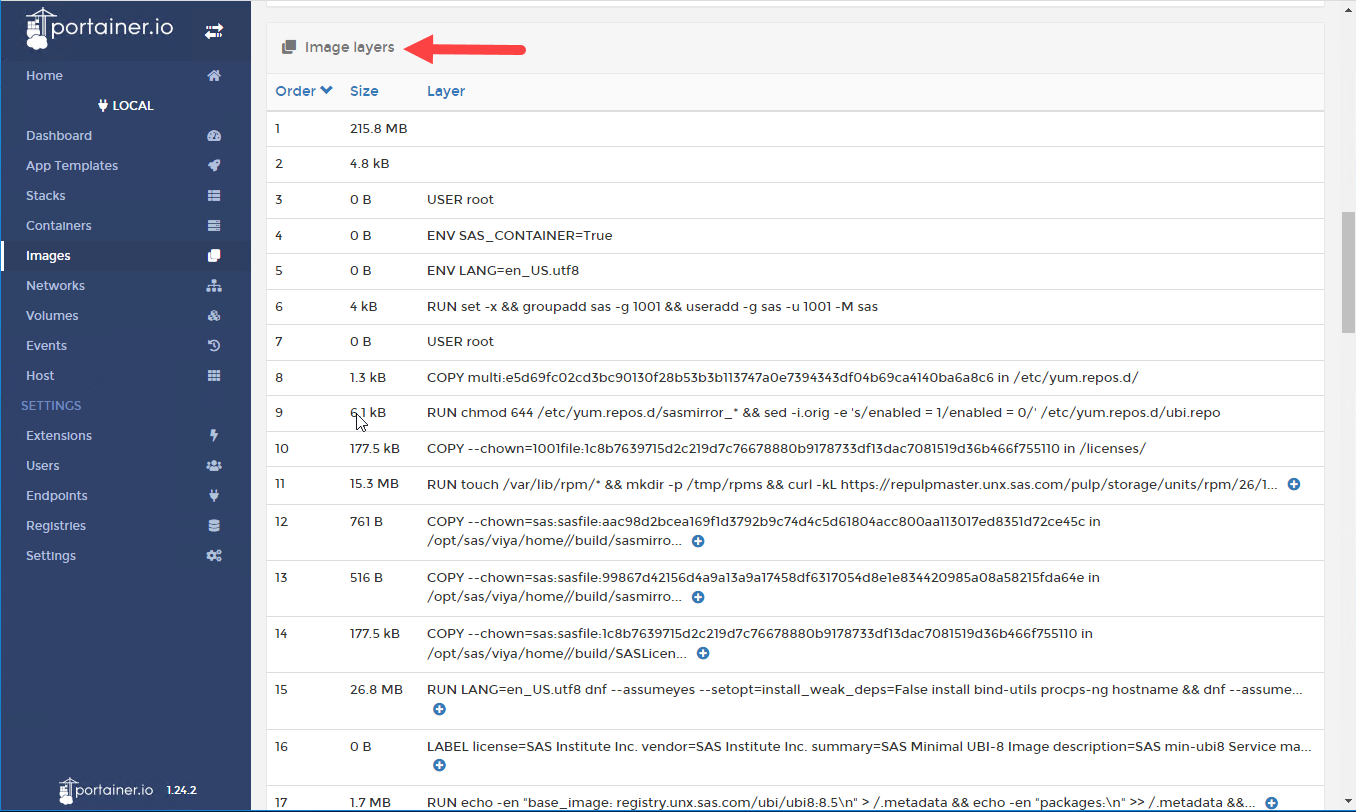 portainer.io
Home
LOCAL
Dashboard
App Templates
Stacks
Containers
Images
Networks
Volumes
Events
Host
SETTINGS
Extensions
Users
Endpoints
Registries
Settings
portainer.io 1.24.2
Image layers
Order Size Layer
1 215.8 MB
2 4.8 kB
3 0 B USER root
4 0 B ENV SAS_CONTAINER=True
5 0 B ENV LANG=en_US.utf8
6 4 kB RUN set -x && groupadd sas -g 1001 && useradd -g sas -u 1001 -M sas
7 0 B USER root
8 1.3 kB COPY multi:e5d69fc02cd3bc90130f28b53b3b113747a0e7394343df04b69ca4140ba6a8c6 in /etc/yum.repos.d/
9 6.1 kB RUN chmod 644 /etc/yum.repos.d/sasmirror_* && sed -i.orig -e 's/enabled = 1/enabled = 0/' /etc/yum.repos.d/ubi.repo
10 177.5 kB COPY --chown=1001file:1c8b7639715d2c219d7c76678880b9178733df13dac7081519d36b466f755110 in /licenses/
11 15.3 MB RUN touch /var/lib/rpm/* && mkdir -p /tmp/rpms && curl -kL https://repulpmaster.unx.sas.com/pulp/storage/units/rpm/26/1...
12 761 B COPY --chown=sas:sasfile:aac98d2bcea169f1d3792b9c74d4c5d61804acc800aa113017ed8351d72ce45c in
/opt/sas/viya/home//build/sasmirro...
13 516 B COPY --chown=sas:sasfile:99867d42156d4a9a13a9a17458df6317054d8e1e834420985a08a58215fda64e in
/opt/sas/viya/home//build/sasmirro...
14 177.5 kB COPY --chown=sas:sasfile:1c8b7639715d2c219d7c76678880b9178733df13dac7081519d36b466f755110 in
/opt/sas/viya/home//build/SASLicen...
15 26.8 MB RUN LANG=en_US.utf8 dnf --assumeyes --setopt=install_weak_deps=False install bind-utils procps-ng hostname && dnf --assume...
16 0 B LABEL license=SAS Institute Inc. vendor=SAS Institute Inc. summary=SAS Minimal UBI-8 Image description=SAS min-ubi8 Service ma...
17 1.7 MB RUN echo -en "base_image: registry.unx.sas.com/ubi/ubi8:8.5\n" > /.metadata && echo -en "packages:\n" >> /.metadata &&...